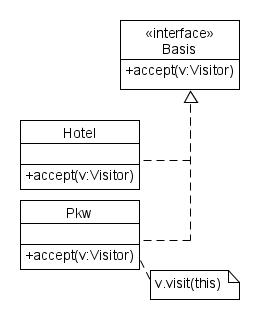 «interface»
Basis
+accept(v:Visitor)
Hotel
+accept(v:Visitor)
Pkw
+accept(v:Visitor)
v.visit(this)